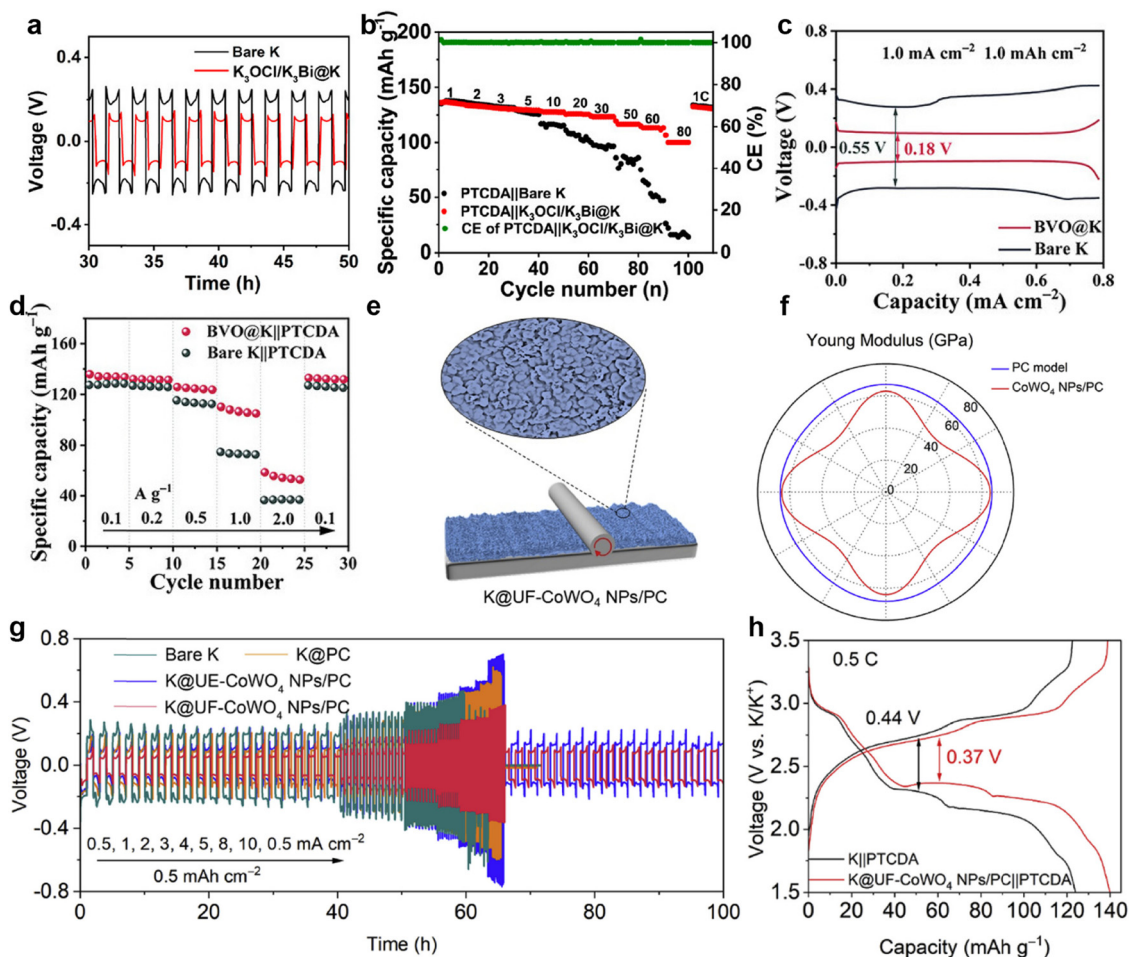 a
Bare K
K₃OCl/K₃Bi@K
Voltage (V)
0.4
0.0
-0.4
30 35 40 45 50
Time (h)
b
Specific capacity (mAh g⁻¹)
200
175
150
125
100
75
50
25
0
1 2 3 5 10 20 30 50 60 80 1C
PTCDA||Bare K
PTCDA||K₃OCl/K₃Bi@K
CE of PTCDA||K₃OCl/K₃Bi@K
100
80
60
40
20
0
CE (%)
0 20 40 60 80 100
Cycle number (n)
c
1.0 mA cm⁻² 1.0 mAh cm⁻²
Voltage (V)
0.8
0.4
0.0
-0.4
-0.8
0.55 V
0.18 V
BVO@K
Bare K
0.0 0.2 0.4 0.6 0.8
Capacity (mA cm⁻²)
d
Specific capacity (mAh g⁻¹)
160
120
80
40
0
BVO@K||PTCDA
Bare K||PTCDA
A g⁻¹
0.1 0.2 0.5 1.0 2.0 0.1
0 5 10 15 20 25 30
Cycle number
e
K@UF-CoWO₄ NPs/PC
f
Young Modulus (GPa)
PC model
CoWO₄ NPs/PC
80
60
40
20
0
g
Voltage (V)
0.8
0.4
0.0
-0.4
-0.8
Bare K
K@PC
K@UE-CoWO₄ NPs/PC
K@UF-CoWO₄ NPs/PC
0.5, 1, 2, 3, 4, 5, 8, 10, 0.5 mA cm⁻²
0.5 mAh cm⁻²
0 20 40 60 80 100
Time (h)
h
Voltage (V vs. K/K⁺)
3.5
3.0
2.5
2.0
1.5
0.5 C
0.44 V
0.37 V
K||PTCDA
K@UF-CoWO₄ NPs/PC||PTCDA
0 20 40 60 80 100 120 140
Capacity (mAh g⁻¹)